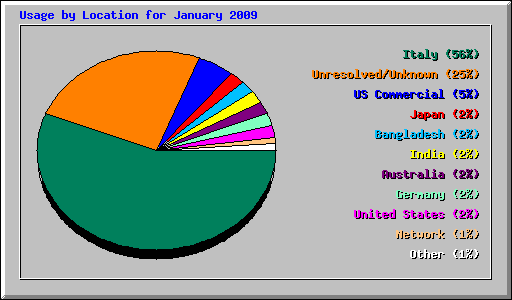 Usage by Location for January 2009
Italy (56%)
Unresolved/Unknown (25%)
US Commercial (5%)
Japan (2%)
Bangladesh (2%)
India (2%)
Australia (2%)
Germany (2%)
United States (2%)
Network (1%)
Other (1%)